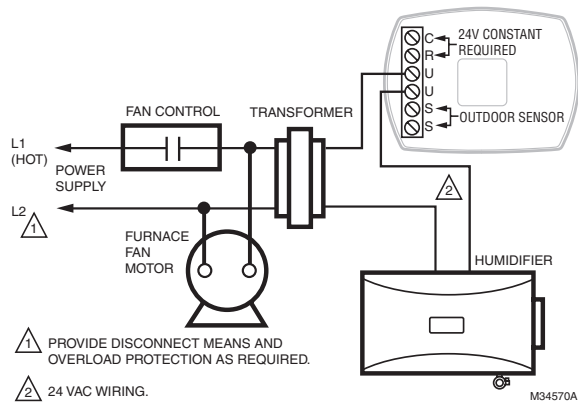 C
24V CONSTANT
R
REQUIRED
U
U
S
OUTDOOR SENSOR
S
FAN CONTROL
TRANSFORMER
L1
(HOT)
POWER
SUPPLY
L2
1
2
FURNACE
FAN
MOTOR
HUMIDIFIER
1 PROVIDE DISCONNECT MEANS AND
OVERLOAD PROTECTION AS REQUIRED.
2 24 VAC WIRING.
M34570A